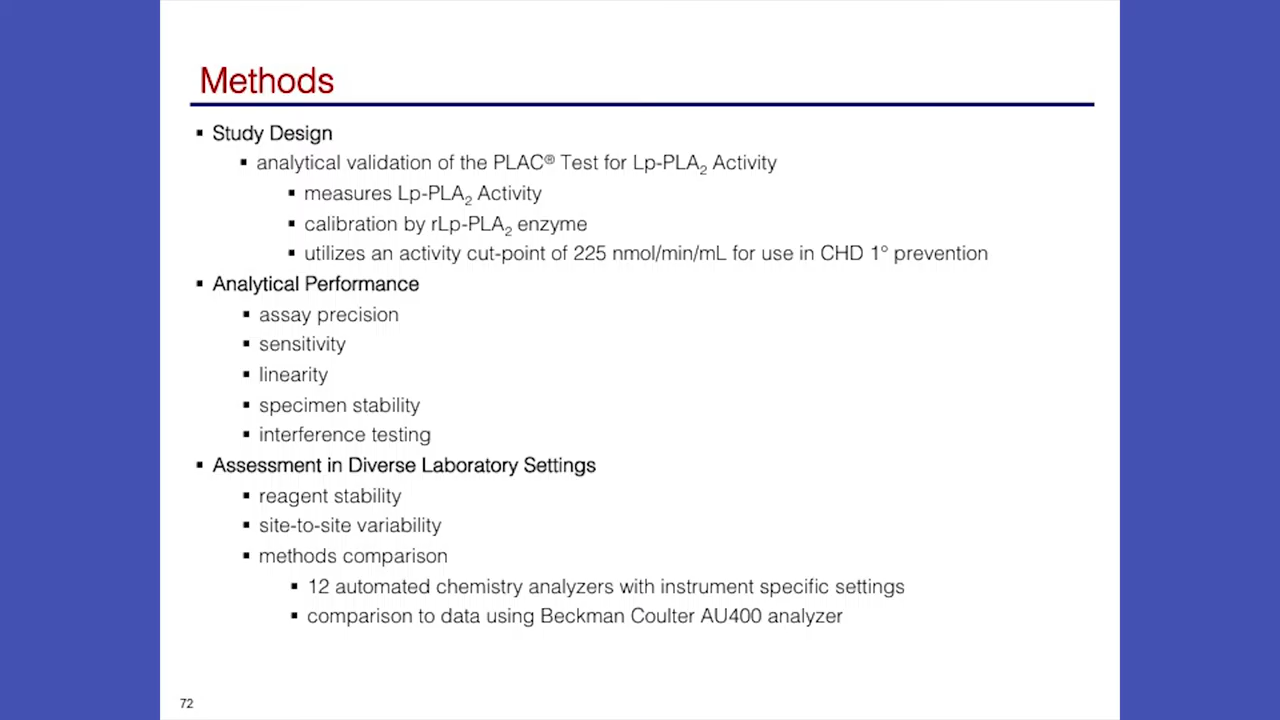 Methods
▪ Study Design
▪ analytical validation of the PLAC® Test for Lp-PLA₂ Activity
▪ measures Lp-PLA₂ Activity
▪ calibration by rLp-PLA₂ enzyme
▪ utilizes an activity cut-point of 225 nmol/min/mL for use in CHD 1° prevention
▪ Analytical Performance
▪ assay precision
▪ sensitivity
▪ linearity
▪ specimen stability
▪ interference testing
▪ Assessment in Diverse Laboratory Settings
▪ reagent stability
▪ site-to-site variability
▪ methods comparison
▪ 12 automated chemistry analyzers with instrument specific settings
▪ comparison to data using Beckman Coulter AU400 analyzer
72